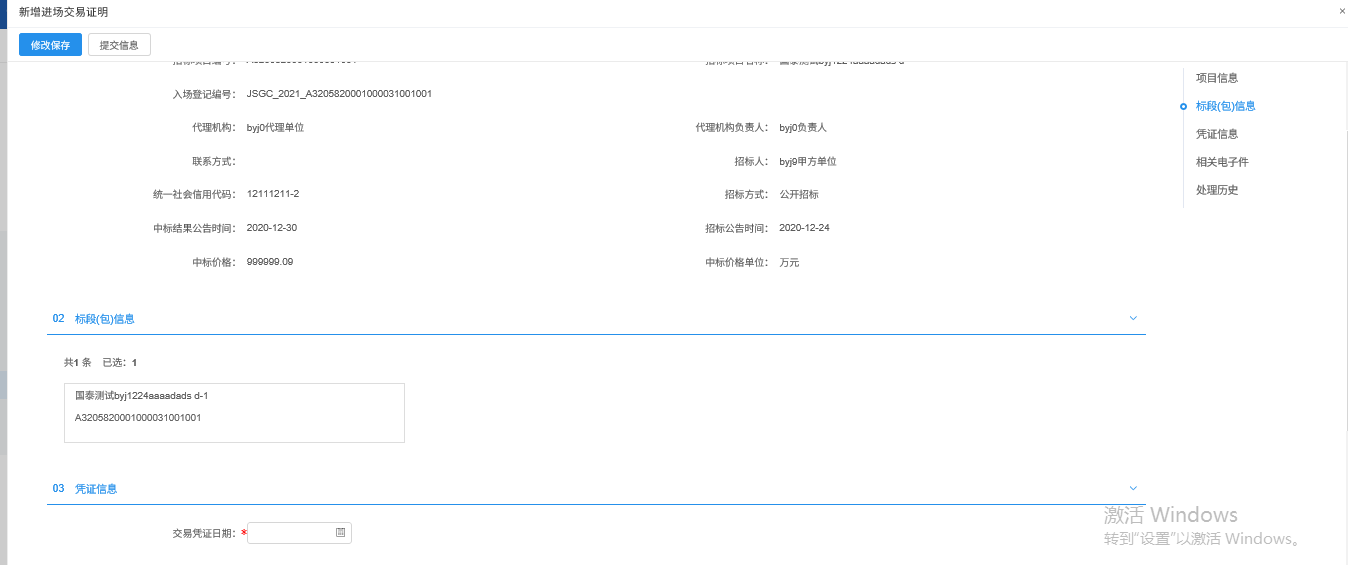 新增进场交易证明 ×
修改保存 提交信息
入场登记编号： JSGC_2021_A3205820001000031001001
代理机构： byj0代理单位 代理机构负责人： byj0负责人
联系方式： 招标人： byj9甲方单位
统一社会信用代码： 12111211-2 招标方式： 公开招标
中标结果公告时间： 2020-12-30 招标公告时间： 2020-12-24
中标价格： 999999.09 中标价格单位： 万元
项目信息
标段(包)信息
凭证信息
相关电子件
处理历史
02 标段(包)信息
共1 条 已选：1
国泰测试byj1224aaaadads d-1
A3205820001000031001001
03 凭证信息
交易凭证日期：*
激活 Windows
转到"设置"以激活 Windows。